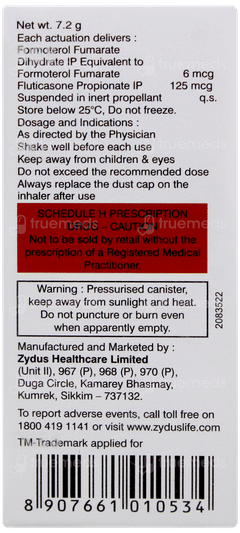 Net wt. 7.2 g
Each actuation delivers :
Formoterol Fumarate
Dihydrate IP Equivalent to
Formoterol Fumarate 6 mcg
Fluticasone Propionate IP 125 mcg
Suspended in inert propellant q.s.
Store below 25°C, Do not freeze.
Dosage and Indications :
As directed by the Physician
Shake well before each use
Keep away from children & eyes
Do not exceed the recommended dose
Always replace the dust cap on the
inhaler after use
SCHEDULE H PRESCRIPTION
DRUG – CAUTION
Not to be sold by retail without the
prescription of a Registered Medical
Practitioner.
Warning : Pressurised canister,
keep away from sunlight and heat.
Do not puncture or burn even
when apparently empty.
2083522
Manufactured and Marketed by :
Zydus Healthcare Limited
(Unit II), 967 (P), 968 (P), 970 (P),
Duga Circle, Kamarey Bhasmay,
Kumrek, Sikkim – 737132.
To report adverse events, call toll free on
1800 419 1141 or visit www.zyduslife.com
TM-Trademark applied for
8 907661 010534
truemeds